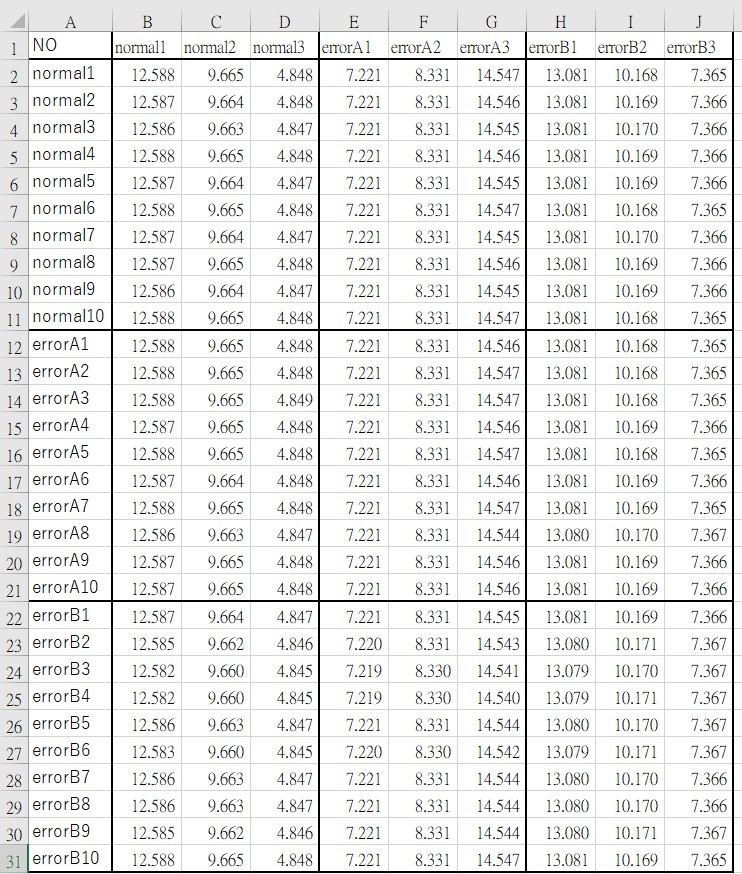 A B C D E F G H I J
1 NO normal1 normal2 normal3 errorA1 errorA2 errorA3 errorB1 errorB2 errorB3
2 normal1 12.588 9.665 4.848 7.221 8.331 14.547 13.081 10.168 7.365
3 normal2 12.587 9.664 4.848 7.221 8.331 14.546 13.081 10.169 7.366
4 normal3 12.586 9.663 4.847 7.221 8.331 14.545 13.081 10.170 7.366
5 normal4 12.588 9.665 4.848 7.221 8.331 14.546 13.081 10.169 7.366
6 normal5 12.587 9.664 4.847 7.221 8.331 14.545 13.081 10.169 7.366
7 normal6 12.588 9.665 4.848 7.221 8.331 14.547 13.081 10.168 7.365
8 normal7 12.587 9.664 4.847 7.221 8.331 14.545 13.081 10.170 7.366
9 normal8 12.587 9.665 4.848 7.221 8.331 14.546 13.081 10.169 7.366
10 normal9 12.586 9.664 4.847 7.221 8.331 14.545 13.081 10.169 7.366
11 normal10 12.588 9.665 4.848 7.221 8.331 14.547 13.081 10.168 7.365
12 errorA1 12.588 9.665 4.848 7.221 8.331 14.546 13.081 10.168 7.365
13 errorA2 12.588 9.665 4.848 7.221 8.331 14.547 13.081 10.168 7.365
14 errorA3 12.588 9.665 4.849 7.221 8.331 14.547 13.081 10.168 7.365
15 errorA4 12.587 9.665 4.848 7.221 8.331 14.546 13.081 10.169 7.366
16 errorA5 12.588 9.665 4.848 7.221 8.331 14.547 13.081 10.168 7.365
17 errorA6 12.587 9.664 4.848 7.221 8.331 14.546 13.081 10.169 7.366
18 errorA7 12.588 9.665 4.848 7.221 8.331 14.547 13.081 10.169 7.365
19 errorA8 12.586 9.663 4.847 7.221 8.331 14.544 13.080 10.170 7.367
20 errorA9 12.587 9.665 4.848 7.221 8.331 14.546 13.081 10.169 7.366
21 errorA10 12.587 9.665 4.848 7.221 8.331 14.546 13.081 10.169 7.366
22 errorB1 12.587 9.664 4.847 7.221 8.331 14.545 13.081 10.169 7.366
23 errorB2 12.585 9.662 4.846 7.220 8.331 14.543 13.080 10.171 7.367
24 errorB3 12.582 9.660 4.845 7.219 8.330 14.541 13.079 10.170 7.367
25 errorB4 12.582 9.660 4.845 7.219 8.330 14.540 13.079 10.171 7.367
26 errorB5 12.586 9.663 4.847 7.221 8.331 14.544 13.080 10.170 7.367
27 errorB6 12.583 9.660 4.845 7.220 8.330 14.542 13.079 10.171 7.367
28 errorB7 12.586 9.663 4.847 7.221 8.331 14.544 13.080 10.170 7.366
29 errorB8 12.586 9.663 4.847 7.221 8.331 14.544 13.080 10.170 7.366
30 errorB9 12.585 9.662 4.846 7.221 8.331 14.544 13.080 10.171 7.367
31 errorB10 12.588 9.665 4.848 7.221 8.331 14.547 13.081 10.169 7.365